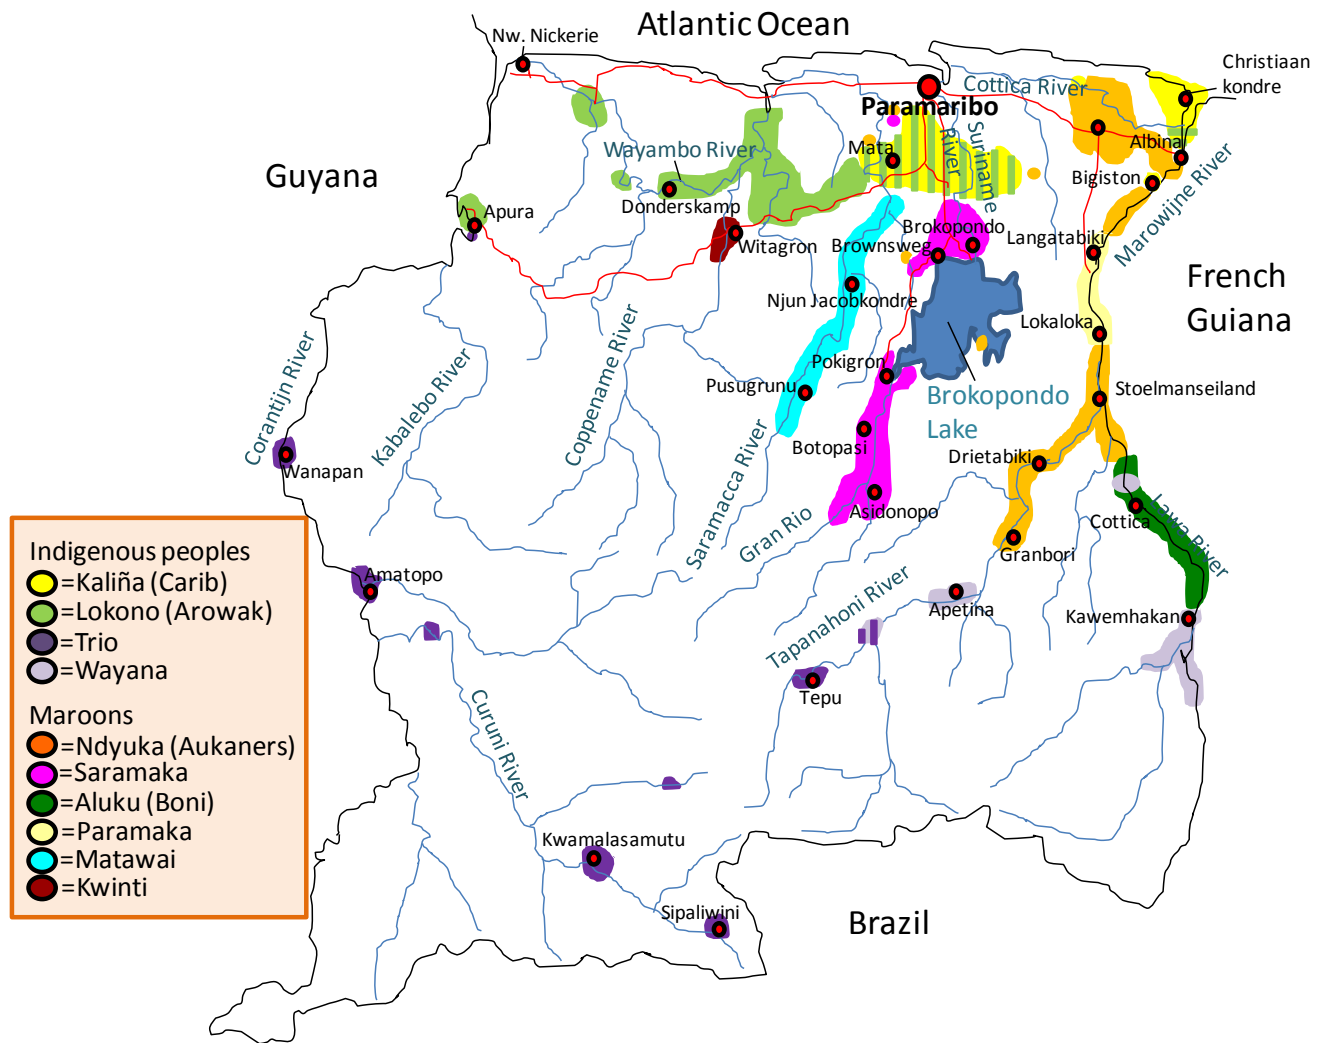 Atlantic Ocean
Nw. Nickerie
Christiaan
kondre
Cottica River
Paramaribo
Suriname
River
Mata
Albina
Wayambo River
Guyana
Bigiston
Marowijne River
Donderskamp
Apura
Brokopondo
Witagron
Brownsweg
Langatabiki
French
Guiana
Njun Jacobkondre
Lokaloka
Corantijn River
Kabalebo River
Coppename River
Pokigron
Pusugrunu
Brokopondo
Lake
Stoelmanseiland
Botopasi
Drietabiki
Wanapan
Saramacca River
Gran Rio
Asidonopo
Cottica
Lawa River
Granbori
Amatopo
Tapanahoni River
Apetina
Kawemhakan
Tepu
Curuni River
Kwamalasamutu
Sipaliwini
Brazil
Indigenous peoples
=Kaliña (Carib)
=Lokono (Arowak)
=Trio
=Wayana
Maroons
=Ndyuka (Aukaners)
=Saramaka
=Aluku (Boni)
=Paramaka
=Matawai
=Kwinti